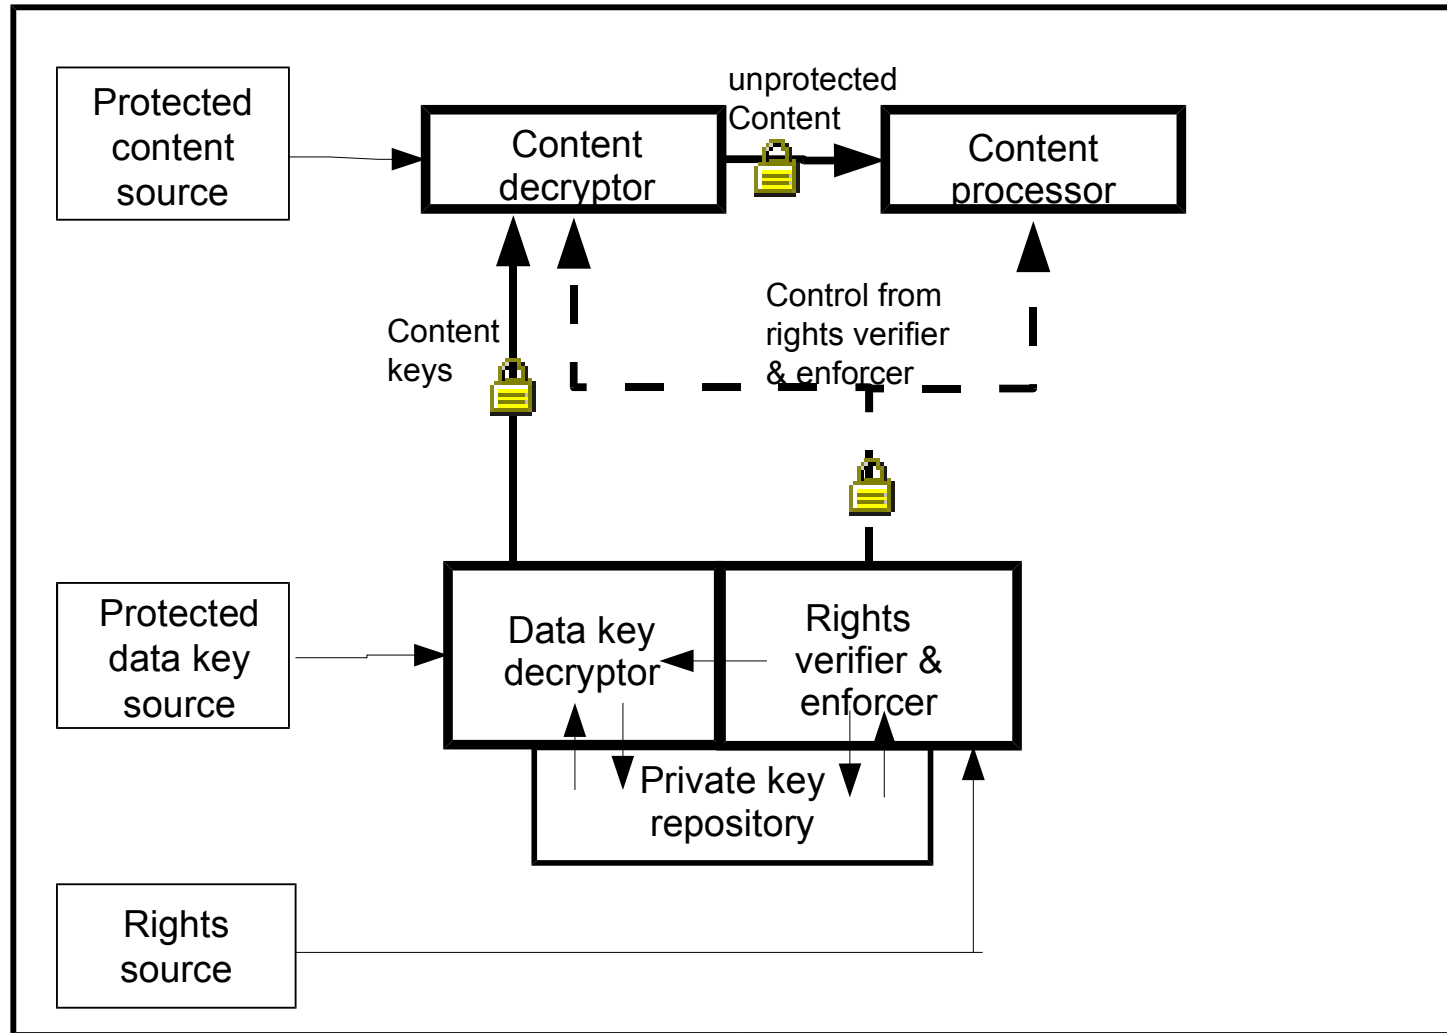 Protected
content
source
Content
decryptor
unprotected
Content
Content
processor
Content
keys
Control from
rights verifier
& enforcer
Protected
data key
source
Data key
decryptor
Rights
verifier &
enforcer
Private key
repository
Rights
source